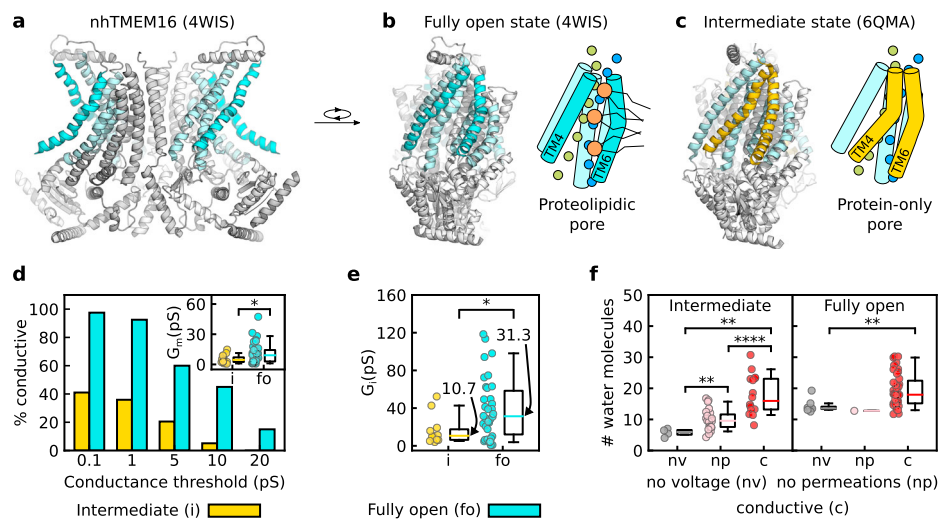 a nhTMEM16 (4WIS)
b Fully open state (4WIS)
c Intermediate state (6QMA)
TM4
TM6
Proteolipidic
pore
TM4
TM6
Protein-only
pore
d
% conductive
100
80
60
40
20
0
0.1 1 5 10 20
Conductance threshold (pS)
Gm(pS)
60
30
0
*
i fo
Intermediate (i)
e
Gi(pS)
160
120
80
40
0
*
10.7
31.3
i fo
Fully open (fo)
f
# water molecules
50
40
30
20
10
0
Intermediate
**
****
**
nv np c
Fully open
**
nv np c
no voltage (nv) no permeations (np)
conductive (c)